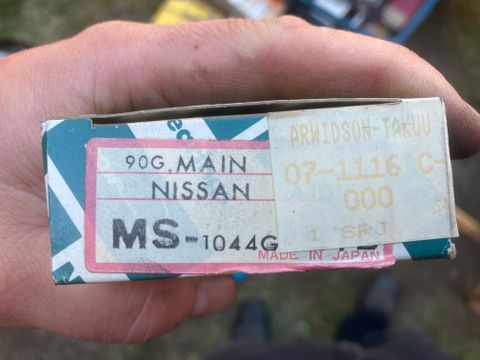 90G, MAIN
NISSAN
MS-1044G
MADE IN JAPAN
ARWIDSON-TAKUU
07-1116 C-
000
1 SRJ